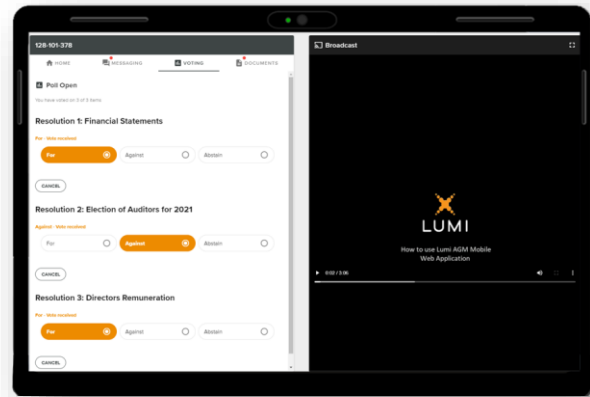 128-101-378
HOME
MESSAGING
VOTING
DOCUMENTS
Poll Open
You have voted on 3 of 3 items
Resolution 1: Financial Statements
For - Vote received
For
Against
Abstain
CANCEL
Resolution 2: Election of Auditors for 2021
Against - Vote received
For
Against
Abstain
CANCEL
Resolution 3: Directors Remuneration
For - Vote received
For
Against
Abstain
CANCEL
Broadcast
LUMI
How to use Lumi AGM Mobile
Web Application
0:02 / 3:06